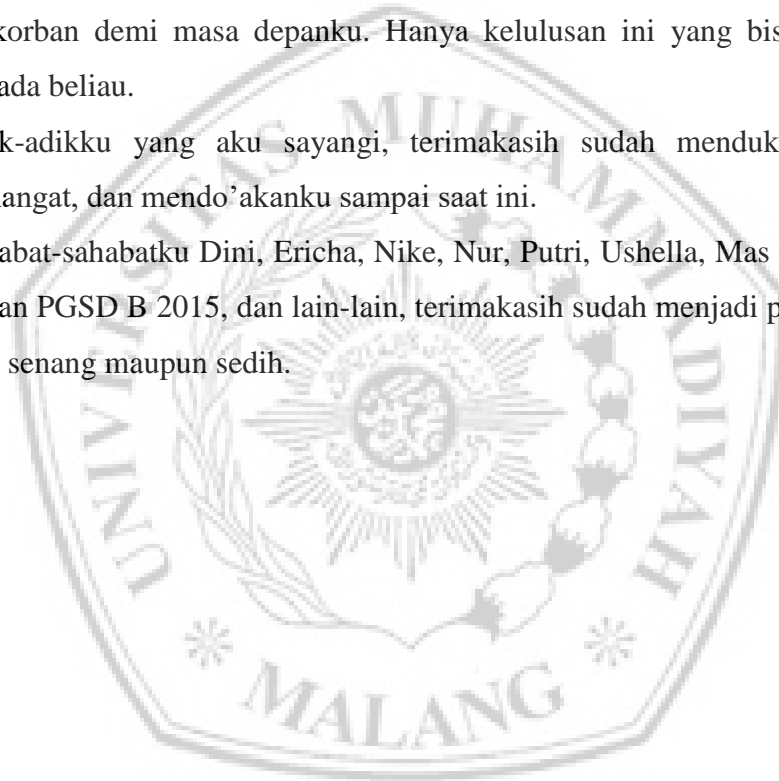 korban demi masa depanku. Hanya kelulusan ini yang bis
ada beliau.
k-adikku yang aku sayangi, terimakasih sudah menduk
angat, dan mendo’akanku sampai saat ini.
abat-sahabatku Dini, Ericha, Nike, Nur, Putri, Ushella, Mas
an PGSD B 2015, dan lain-lain, terimakasih sudah menjadi p
senang maupun sedih.
UNIVERSITAS MUHAMMADIYAH
MALANG